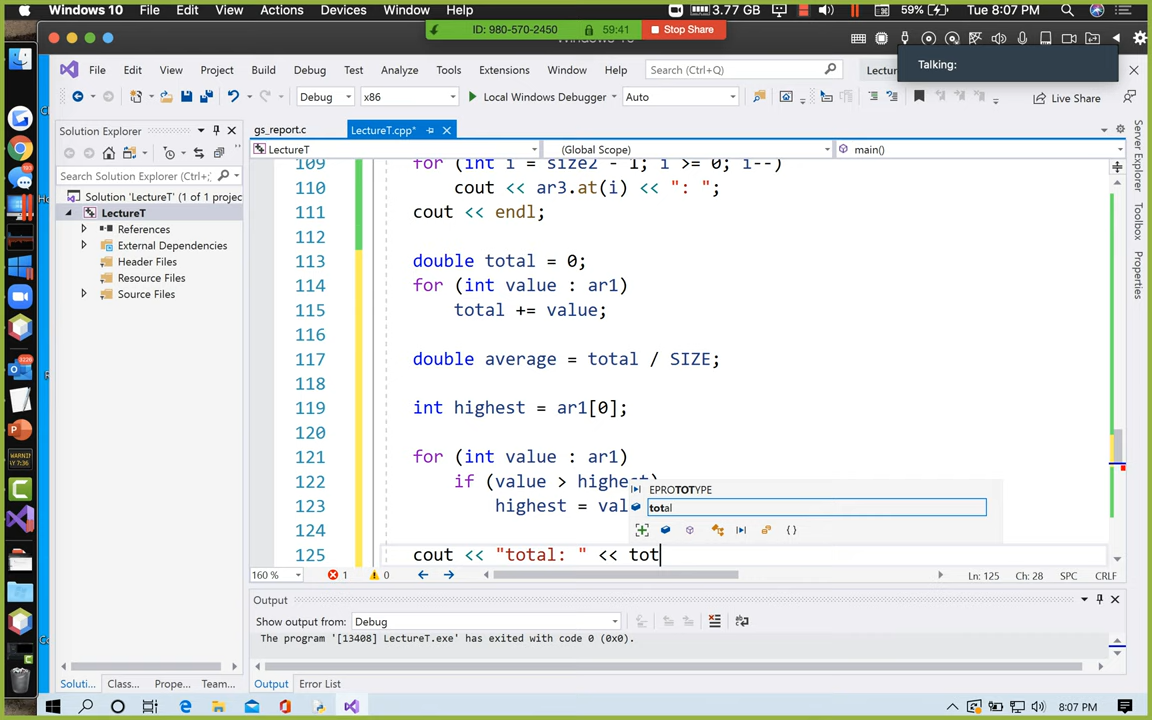 Windows 10 File Edit View Actions Devices Window Help 3.77 GB 59% Tue 8:07 PM
ID: 980-570-2450 59:41 Stop Share
Talking:
File Edit View Project Build Debug Test Analyze Tools Extensions Window Help Search (Ctrl+Q) Lectur
Debug x86 Local Windows Debugger Auto Live Share
Solution Explorer
Search Solution Explorer (Ctrl+;)
Solution 'LectureT' (1 of 1 projec
LectureT
References
External Dependencies
Header Files
Resource Files
Source Files
Soluti... Class... Prope... Team...
gs_report.c LectureT.cpp*
LectureT (Global Scope) main()
109 for (int i = size2 - 1; i >= 0; i--)
110 cout << ar3.at(i) << ": ";
111 cout << endl;
112
113 double total = 0;
114 for (int value : ar1)
115 total += value;
116
117 double average = total / SIZE;
118
119 int highest = ar1[0];
120
121 for (int value : ar1)
122 if (value > highest)
123 highest = val
124
125 cout << "total: " << tot
EPROTOTYPE
total
160 % 1 0 Ln: 125 Ch: 28 SPC CRLF
Output
Show output from: Debug
The program '[13408] LectureT.exe' has exited with code 0 (0x0).
Output Error List
Server Explorer
Toolbox
Properties
8:07 PM